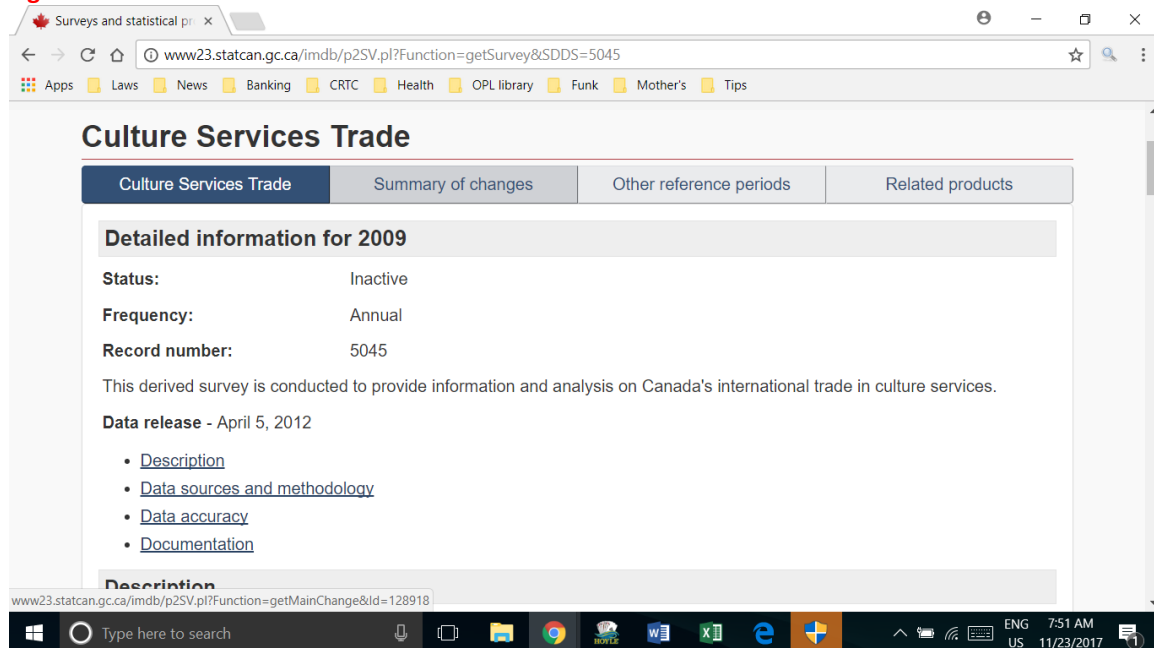 Surveys and statistical pr
www23.statcan.gc.ca/imdb/p2SV.pl?Function=getSurvey&SDDS=5045
Apps Laws News Banking CRTC Health OPL library Funk Mother's Tips
Culture Services Trade
Culture Services Trade Summary of changes Other reference periods Related products
Detailed information for 2009
Status: Inactive
Frequency: Annual
Record number: 5045
This derived survey is conducted to provide information and analysis on Canada's international trade in culture services.
Data release - April 5, 2012
• Description
• Data sources and methodology
• Data accuracy
• Documentation
Description
www23.statcan.gc.ca/imdb/p2SV.pl?Function=getMainChange&Id=128918
Type here to search HOYLE ENG 7:51 AM
US 11/23/2017 1